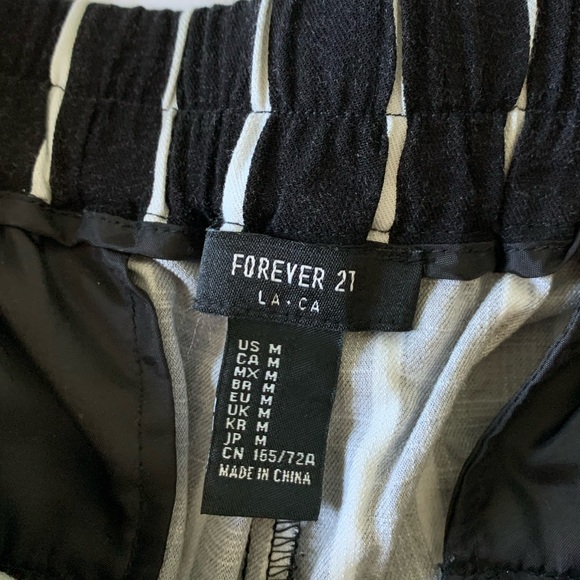 FOREVER 21
LA · CA
US M
CA M
MX M
BR M
EU M
UK M
KR M
JP M
CN 165/72A
MADE IN CHINA